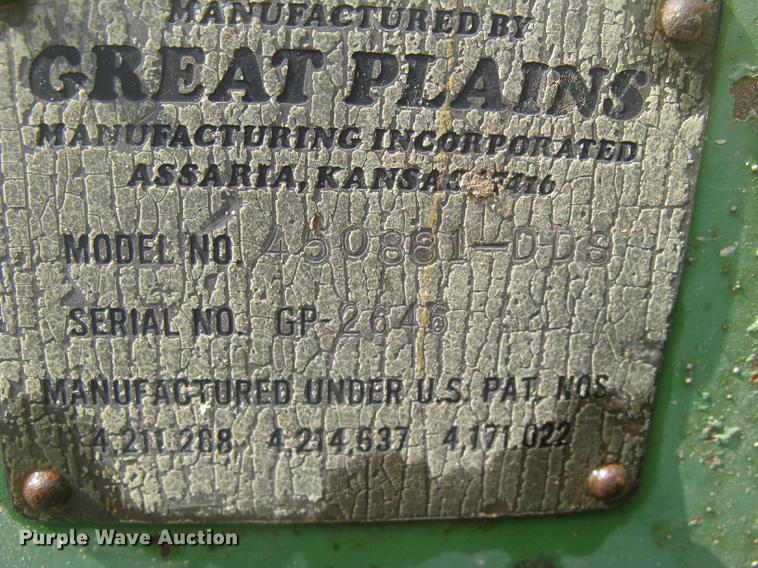 MANUFACTURED BY
GREAT PLAINS
MANUFACTURING INCORPORATED
ASSARIA, KANSAS 67416
MODEL NO. 450881-DDS
SERIAL NO. GP-2646
MANUFACTURED UNDER U.S. PAT. NOS.
4,211,288 4,214,637 4,171,022
Purple Wave Auction